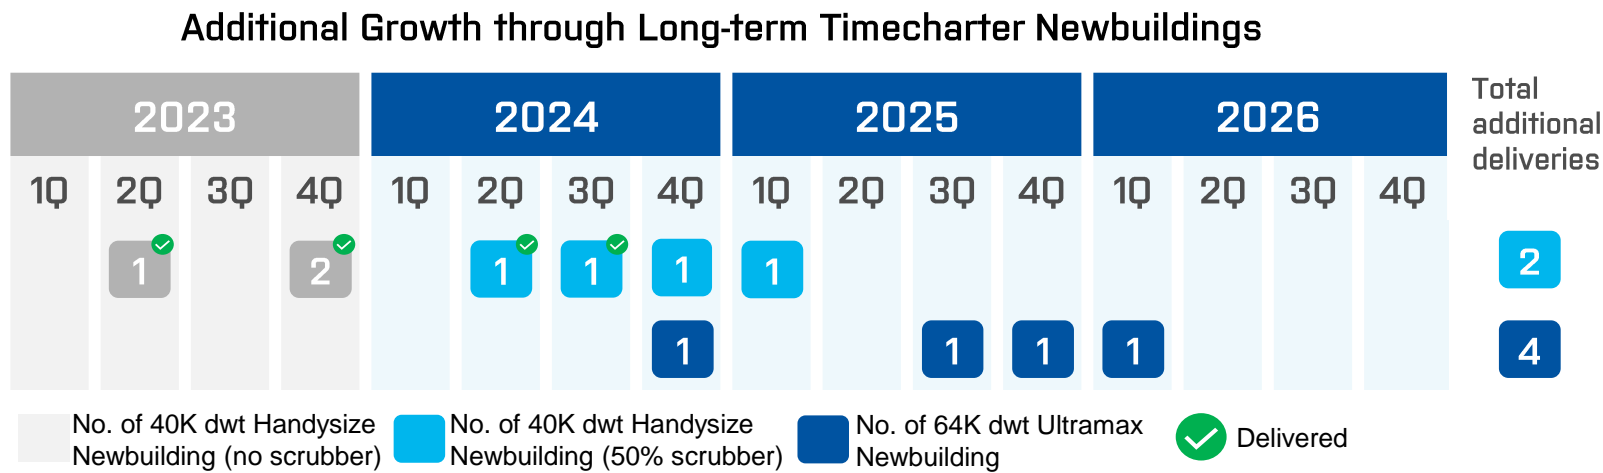 Additional Growth through Long-term Timecharter Newbuildings
2023 2024 2025 2026
Total
additional
deliveries
1Q 2Q 3Q 4Q 1Q 2Q 3Q 4Q 1Q 2Q 3Q 4Q 1Q 2Q 3Q 4Q
1 2 1 1 1 1 2
1 1 1 1 4
No. of 40K dwt Handysize
Newbuilding (no scrubber)
No. of 40K dwt Handysize
Newbuilding (50% scrubber)
No. of 64K dwt Ultramax
Newbuilding
Delivered